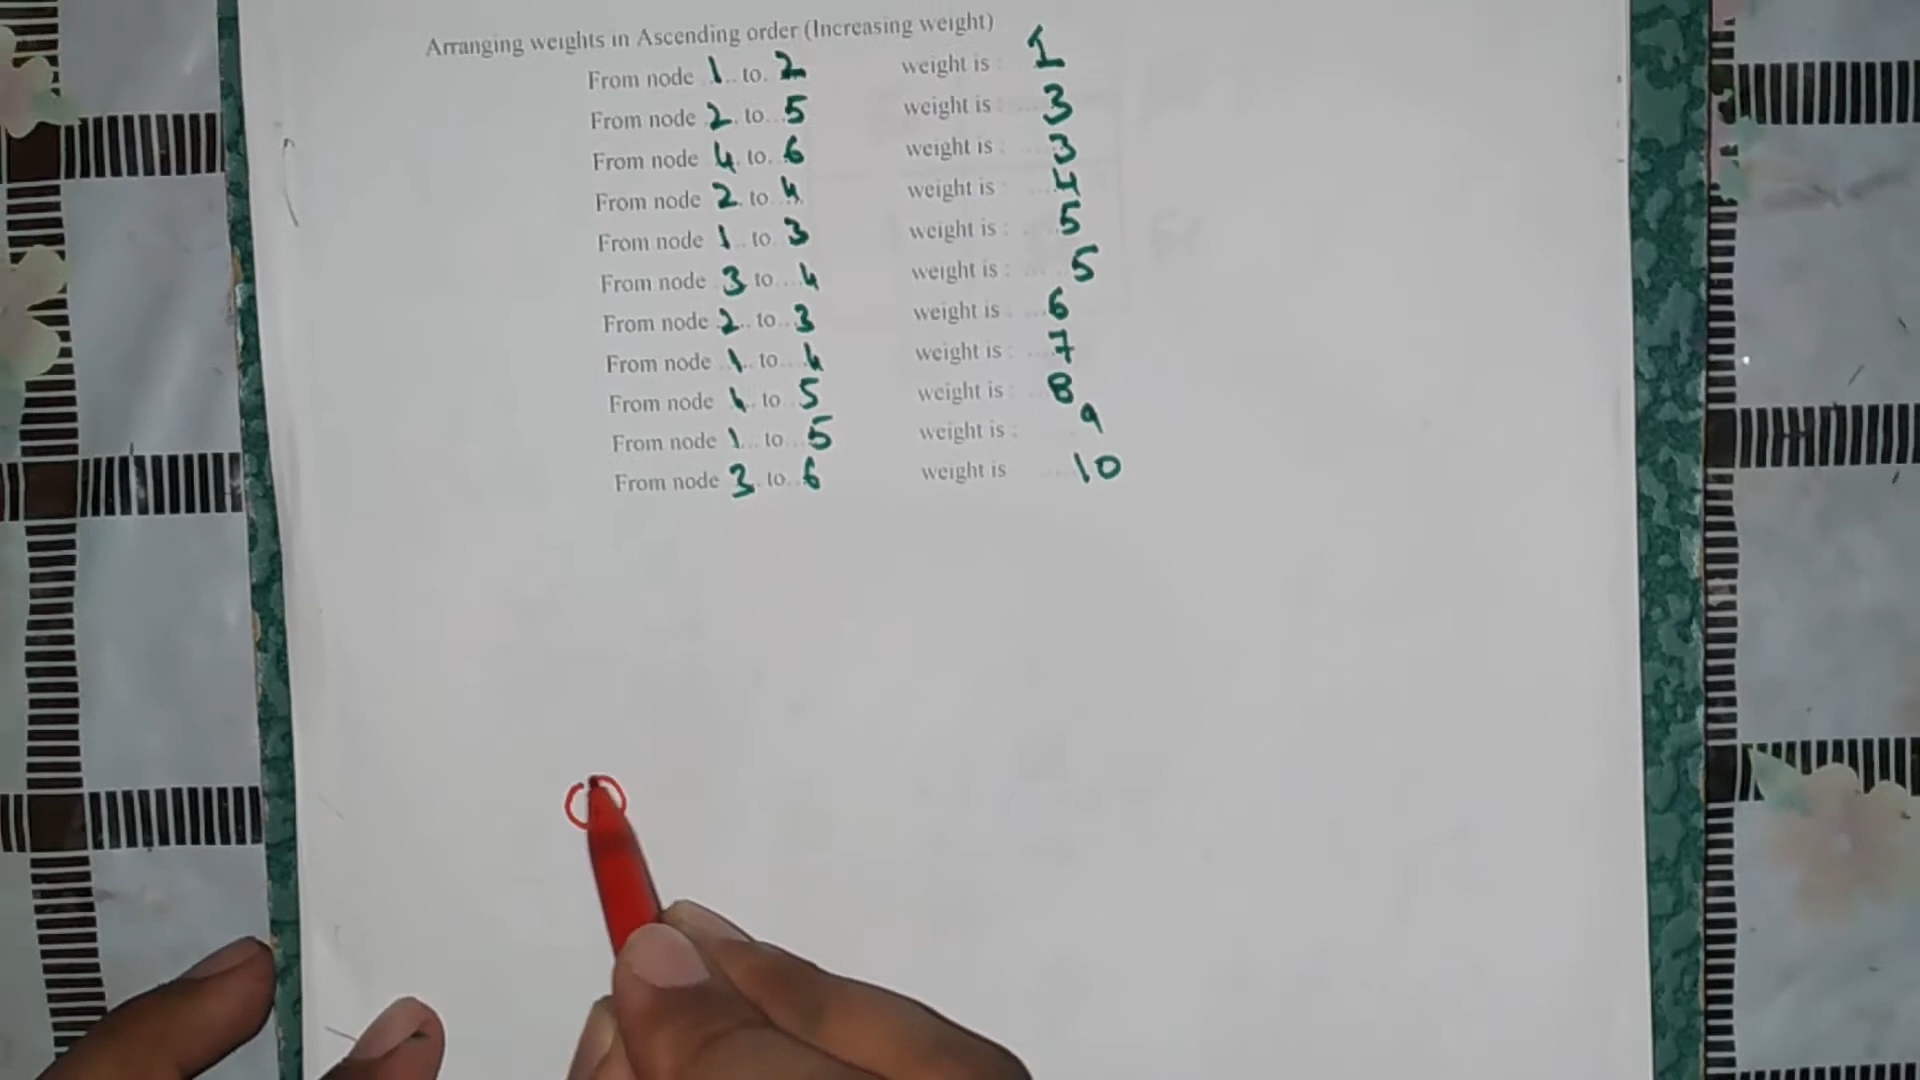 Arranging weights in Ascending order (Increasing weight)
From node 1 to 2 weight is : 1
From node 2 to 5 weight is : 3
From node 4 to 6 weight is : 3
From node 2 to 4 weight is : 4
From node 1 to 3 weight is : 5
From node 3 to 4 weight is : 5
From node 2 to 3 weight is : 6
From node 1 to 4 weight is : 7
From node 4 to 5 weight is : 8
From node 1 to 5 weight is : 9
From node 3 to 6 weight is 10